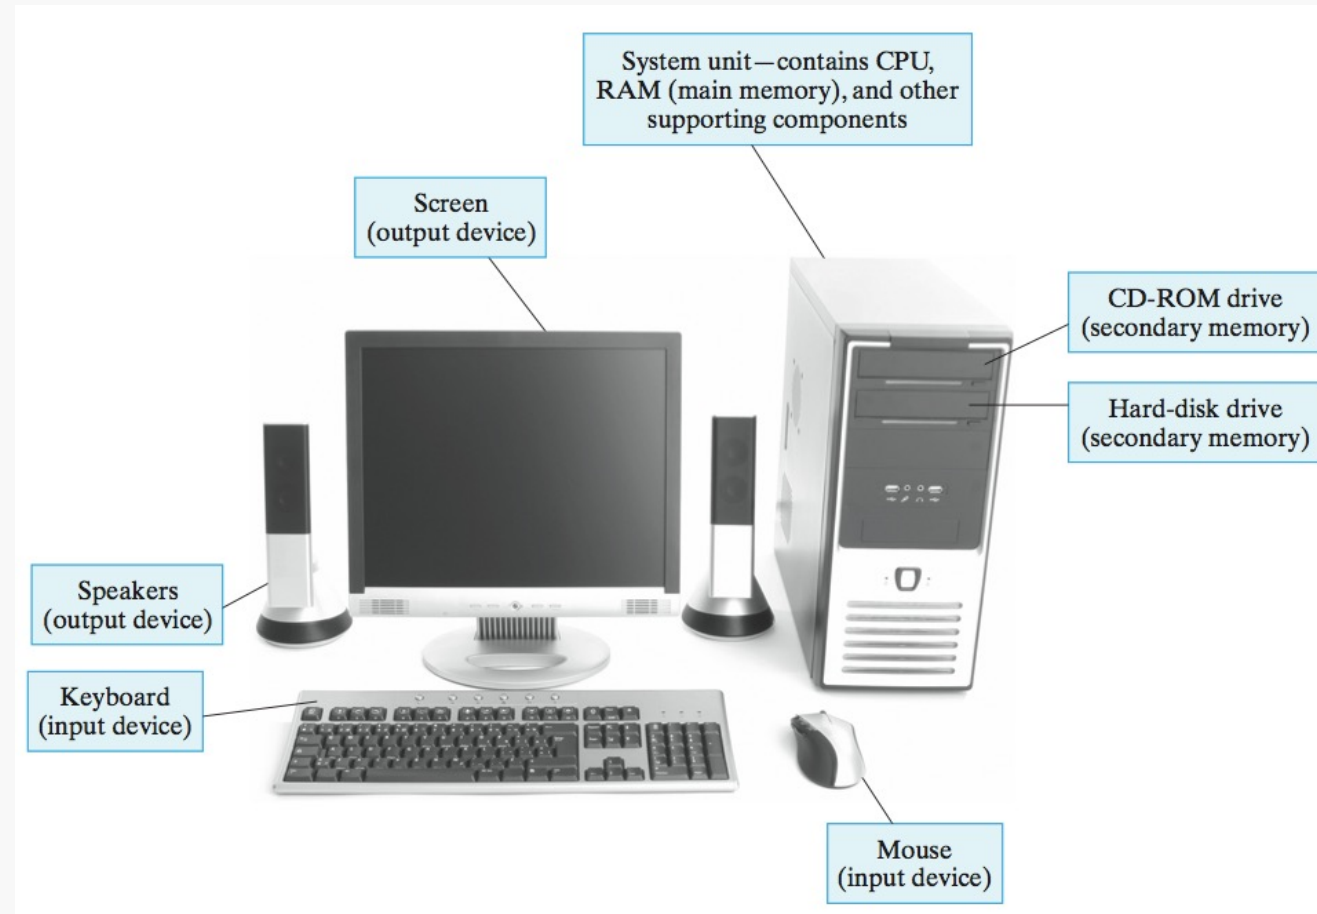 System unit—contains CPU,
RAM (main memory), and other
supporting components
Screen
(output device)
CD-ROM drive
(secondary memory)
Hard-disk drive
(secondary memory)
Speakers
(output device)
Keyboard
(input device)
Mouse
(input device)